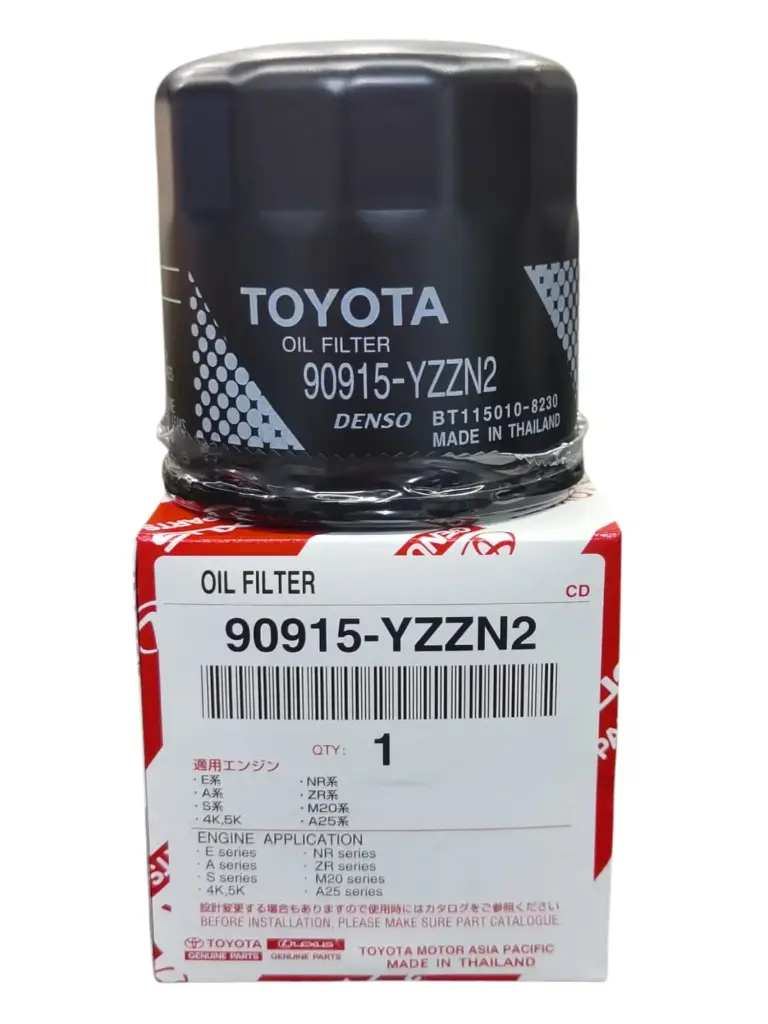 TOYOTA
OIL FILTER
90915-YZZN2
DENSO BT115010-8230
MADE IN THAILAND
OIL FILTER
CD
90915-YZZN2
QTY: 1
適用エンジン
・E系 ・NR系
・A系 ・ZR系
・S系 ・M20系
・4K,5K ・A25系
ENGINE APPLICATION
・E series ・NR series
・A series ・ZR series
・S series ・M20 series
・4K,5K ・A25 series
設計変更する場合もありますので使用時にはカタログをご参照ください
BEFORE INSTALLATION, PLEASE MAKE SURE PART CATALOGUE.
TOYOTA LEXUS TOYOTA MOTOR ASIA PACIFIC
GENUINE PARTS GENUINE PARTS MADE IN THAILAND